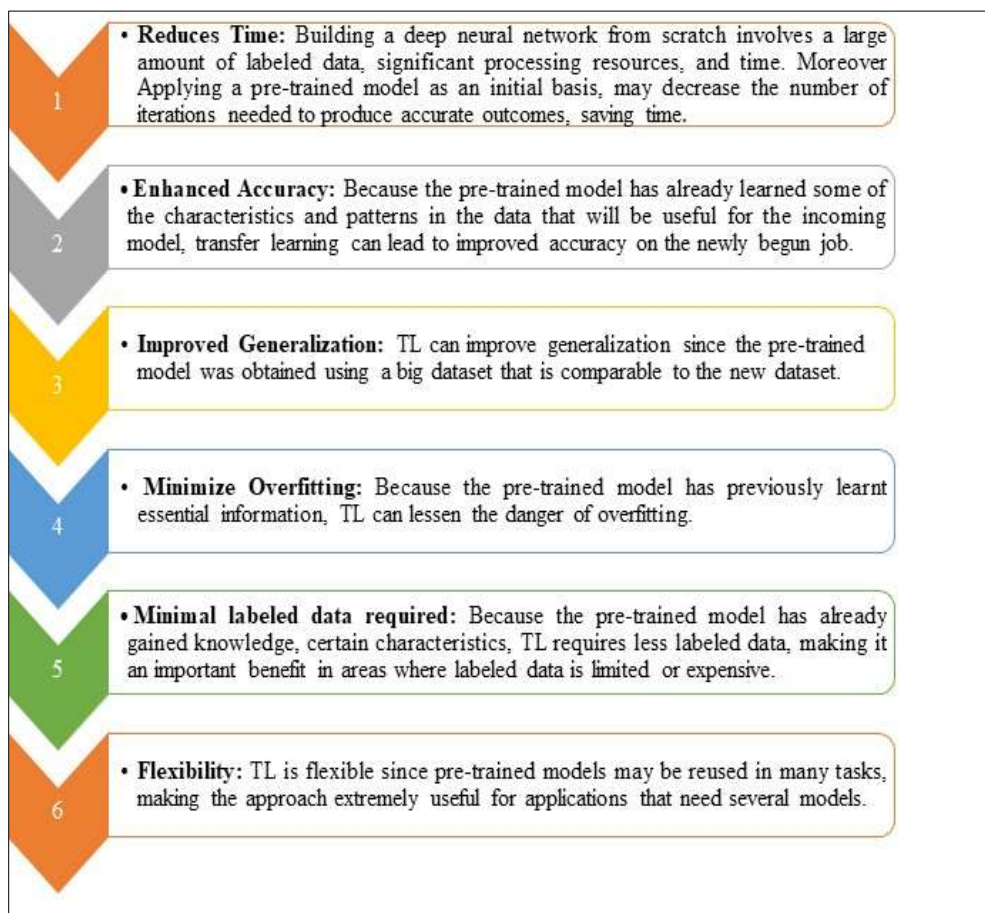 1
• Reduces Time: Building a deep neural network from scratch involves a large
amount of labeled data, significant processing resources, and time. Moreover
Applying a pre-trained model as an initial basis, may decrease the number of
iterations needed to produce accurate outcomes, saving time.
2
• Enhanced Accuracy: Because the pre-trained model has already learned some of
the characteristics and patterns in the data that will be useful for the incoming
model, transfer learning can lead to improved accuracy on the newly begun job.
3
• Improved Generalization: TL can improve generalization since the pre-trained
model was obtained using a big dataset that is comparable to the new dataset.
4
• Minimize Overfitting: Because the pre-trained model has previously learnt
essential information, TL can lessen the danger of overfitting.
5
• Minimal labeled data required: Because the pre-trained model has already
gained knowledge, certain characteristics, TL requires less labeled data, making it
an important benefit in areas where labeled data is limited or expensive.
6
• Flexibility: TL is flexible since pre-trained models may be reused in many tasks,
making the approach extremely useful for applications that need several models.